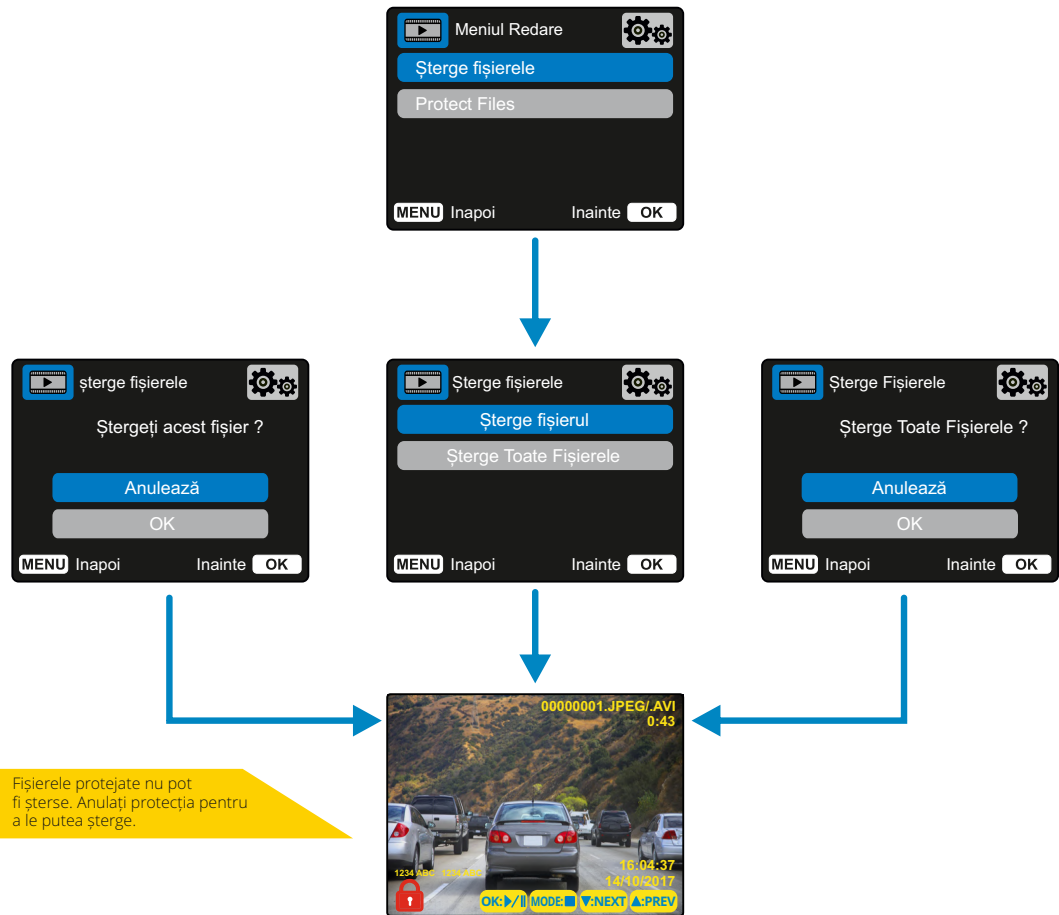 Meniul Redare
Șterge fișierele
Protect Files
MENU Inapoi Inainte OK
șterge fișierele
Ștergeți acest fișier ?
Anulează
OK
MENU Inapoi Inainte OK
Șterge fișierele
Șterge fișierul
Șterge Toate Fișierele
MENU Inapoi Inainte OK
Șterge Fișierele
Șterge Toate Fișierele ?
Anulează
OK
MENU Inapoi Inainte OK
00000001.JPEG/.AVI
0:43
Fișierele protejate nu pot
fi șterse. Anulați protecția pentru
a le putea șterge.
1234 ABC 1234 ABC
16:04:37
14/10/2017
OK: MODE: ▼:NEXT ▲:PREV